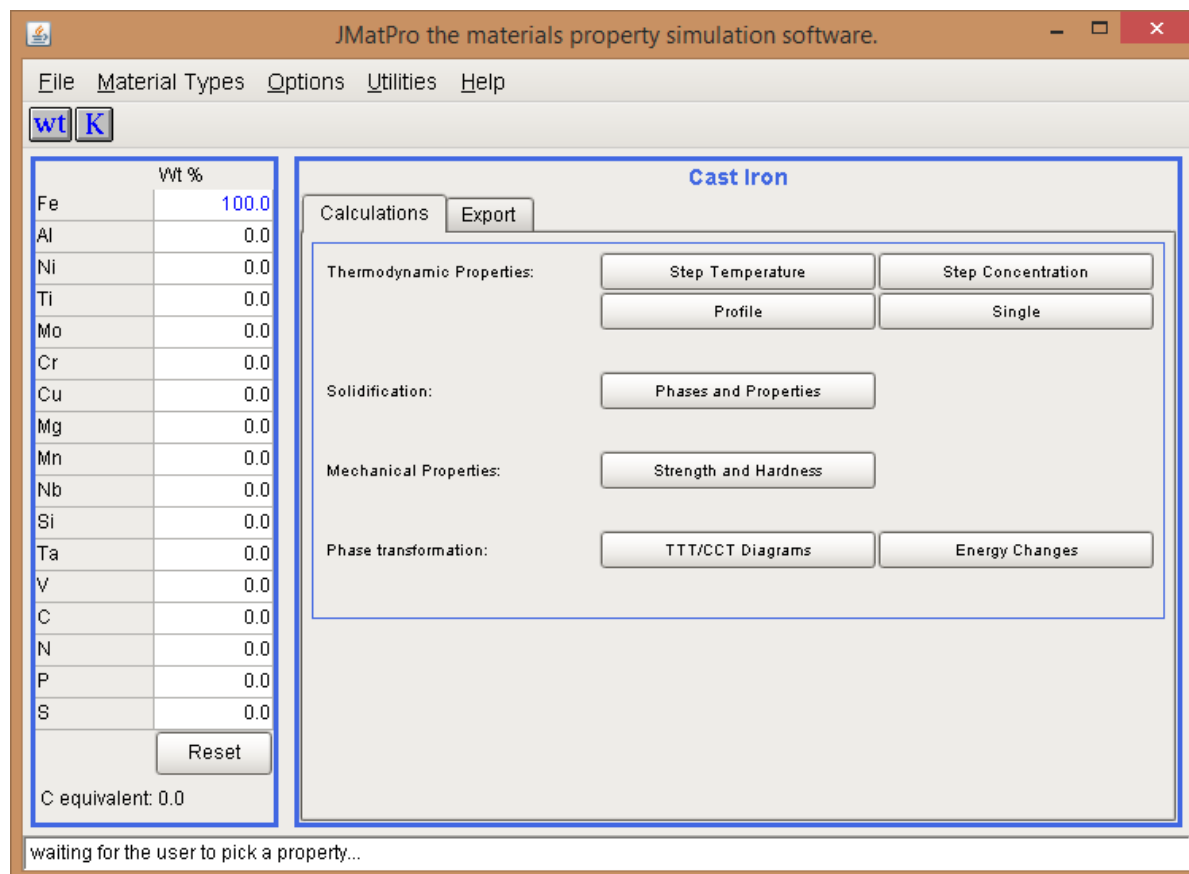 JMatPro the materials property simulation software.
File Material Types Options Utilities Help
wt K
Wt %
Fe 100.0
Al 0.0
Ni 0.0
Ti 0.0
Mo 0.0
Cr 0.0
Cu 0.0
Mg 0.0
Mn 0.0
Nb 0.0
Si 0.0
Ta 0.0
V 0.0
C 0.0
N 0.0
P 0.0
S 0.0
Reset
C equivalent: 0.0
Cast Iron
Calculations Export
Thermodynamic Properties: Step Temperature Step Concentration
Profile Single
Solidification: Phases and Properties
Mechanical Properties: Strength and Hardness
Phase transformation: TTT/CCT Diagrams Energy Changes
waiting for the user to pick a property...